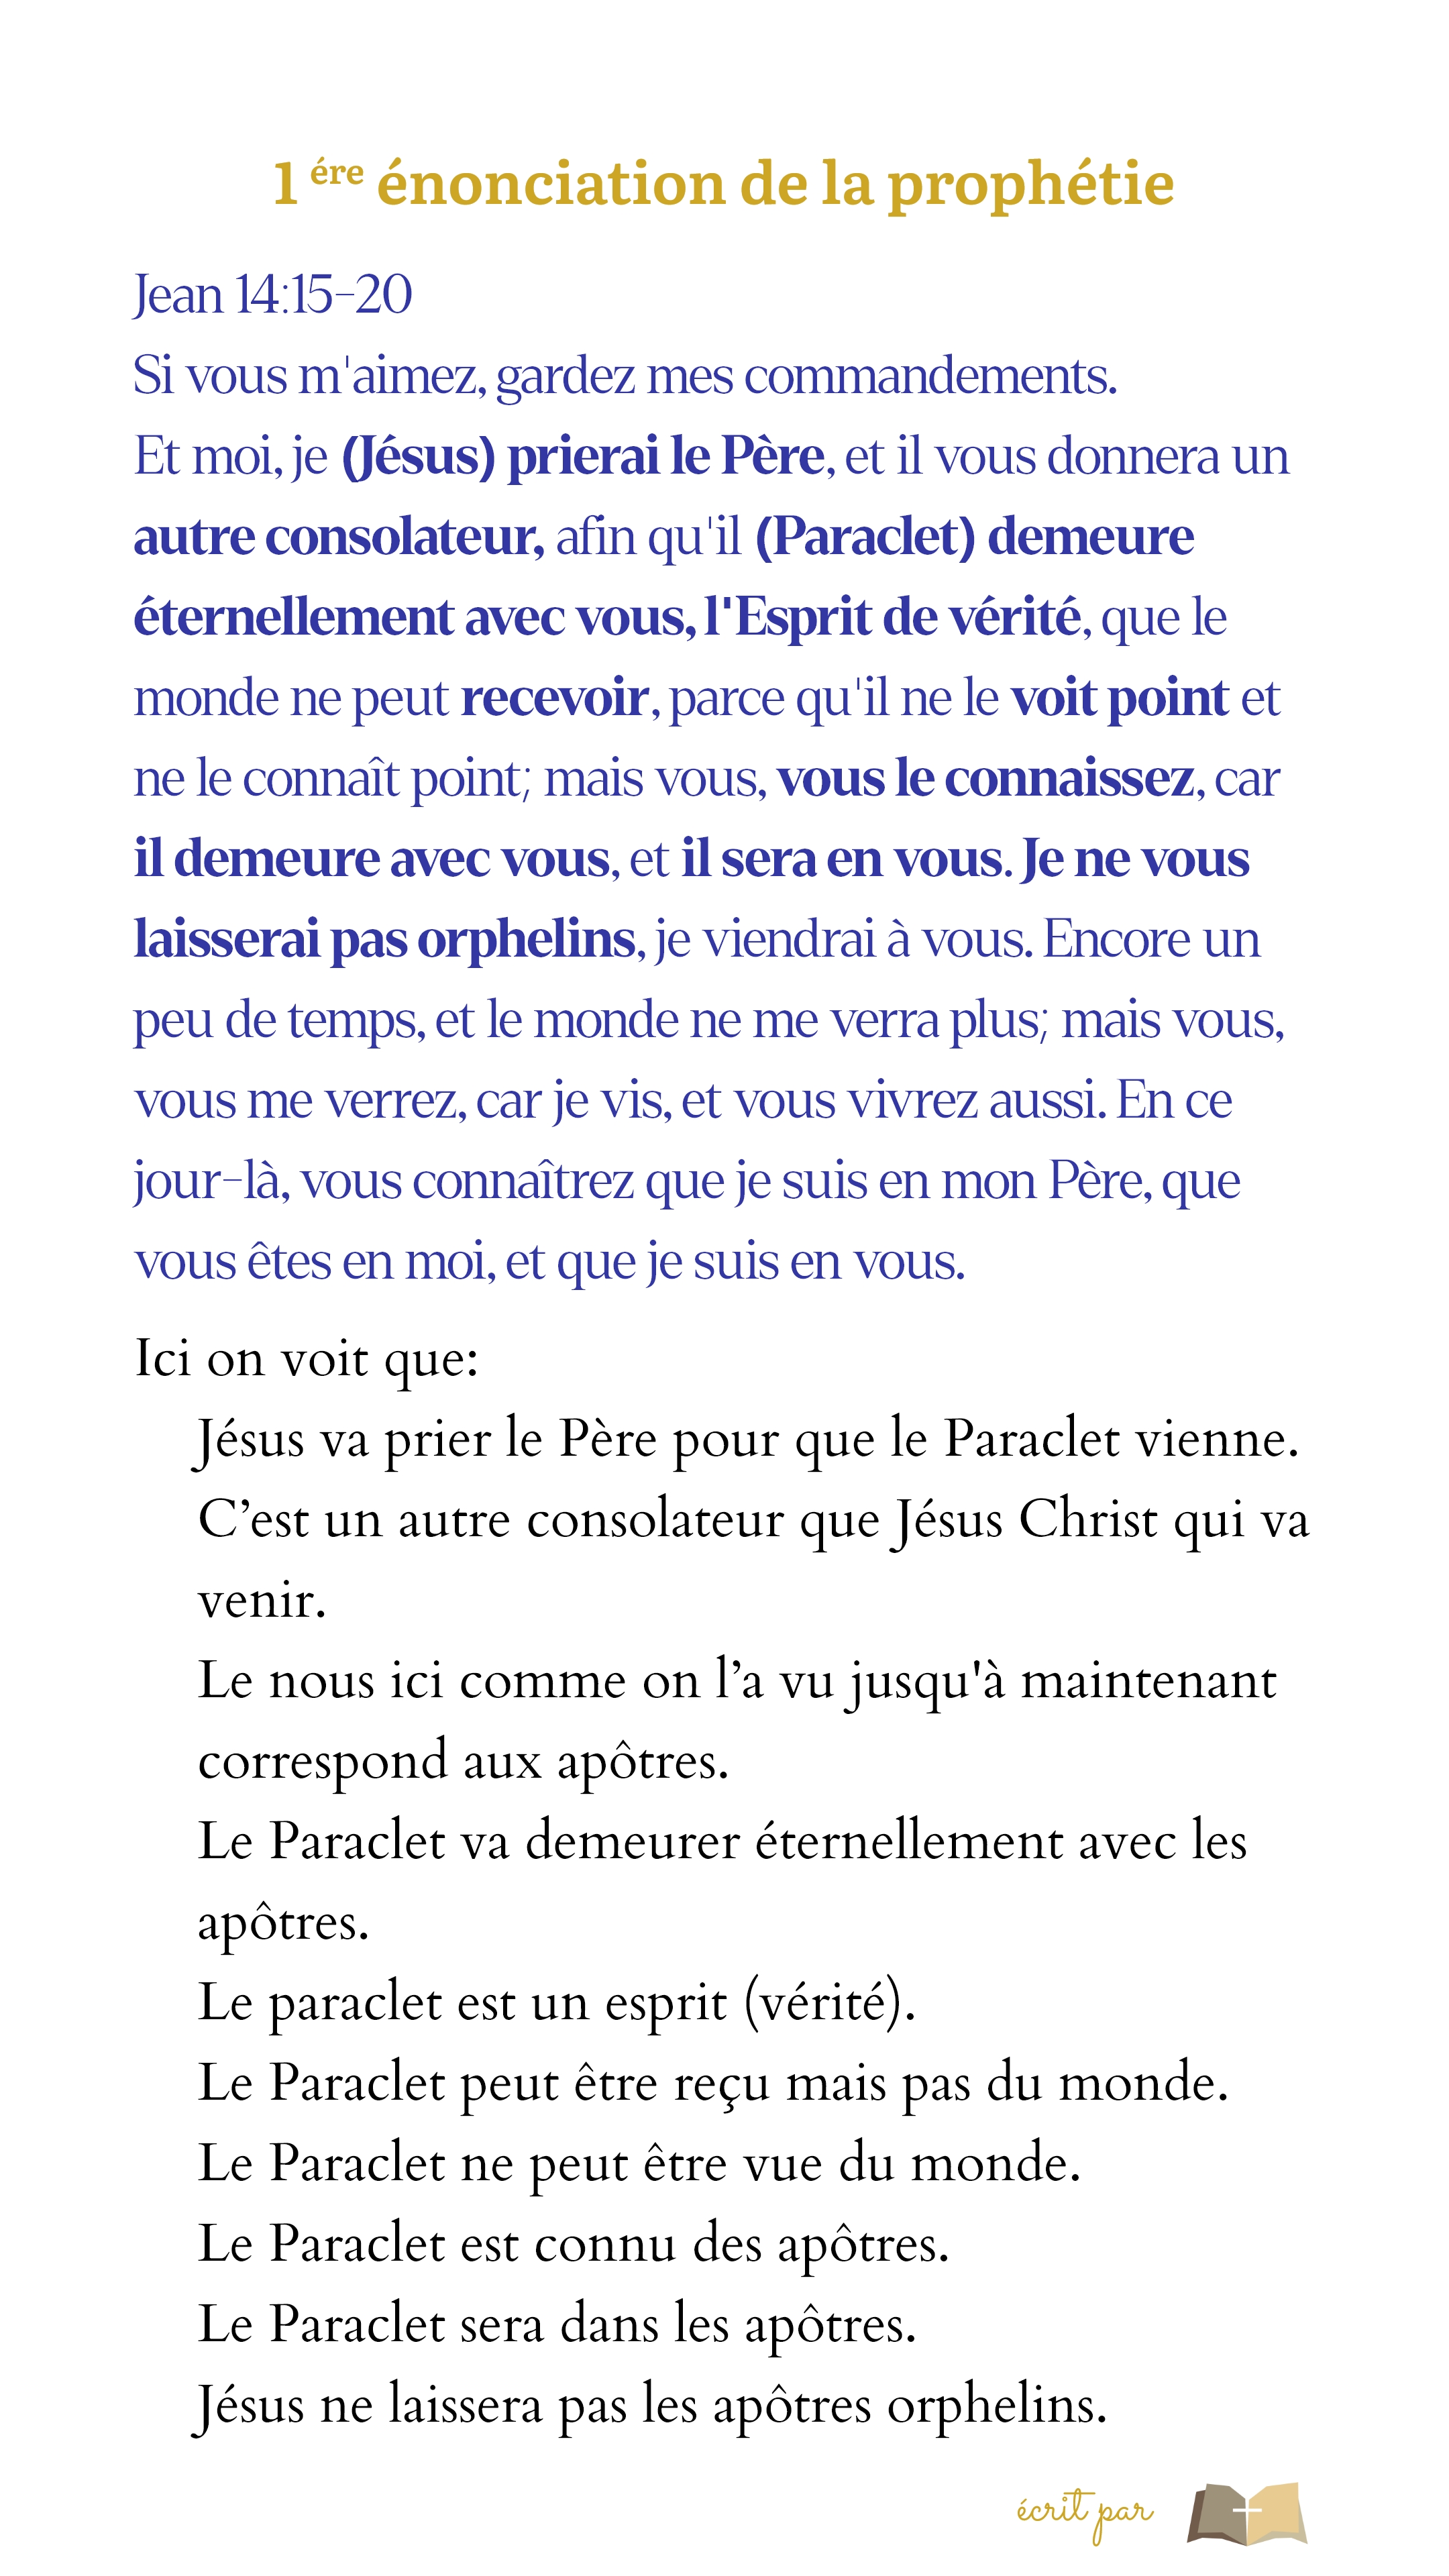 1 ére énonciation de la prophétie
Jean 14:15-20
Si vous m'aimez, gardez mes commandements.
Et moi, je (Jésus) prierai le Père, et il vous donnera un
autre consolateur, afin qu'il (Paraclet) demeure
éternellement avec vous, l'Esprit de vérité, que le
monde ne peut recevoir, parce qu'il ne le voit point et
ne le connaît point; mais vous, vous le connaissez, car
il demeure avec vous, et il sera en vous. Je ne vous
laisserai pas orphelins, je viendrai à vous. Encore un
peu de temps, et le monde ne me verra plus; mais vous,
vous me verrez, car je vis, et vous vivrez aussi. En ce
jour-là, vous connaîtrez que je suis en mon Père, que
vous êtes en moi, et que je suis en vous.
Ici on voit que:
Jésus va prier le Père pour que le Paraclet vienne.
C’est un autre consolateur que Jésus Christ qui va
venir.
Le nous ici comme on l’a vu jusqu'à maintenant
correspond aux apôtres.
Le Paraclet va demeurer éternellement avec les
apôtres.
Le paraclet est un esprit (vérité).
Le Paraclet peut être reçu mais pas du monde.
Le Paraclet ne peut être vue du monde.
Le Paraclet est connu des apôtres.
Le Paraclet sera dans les apôtres.
Jésus ne laissera pas les apôtres orphelins.
écrit par